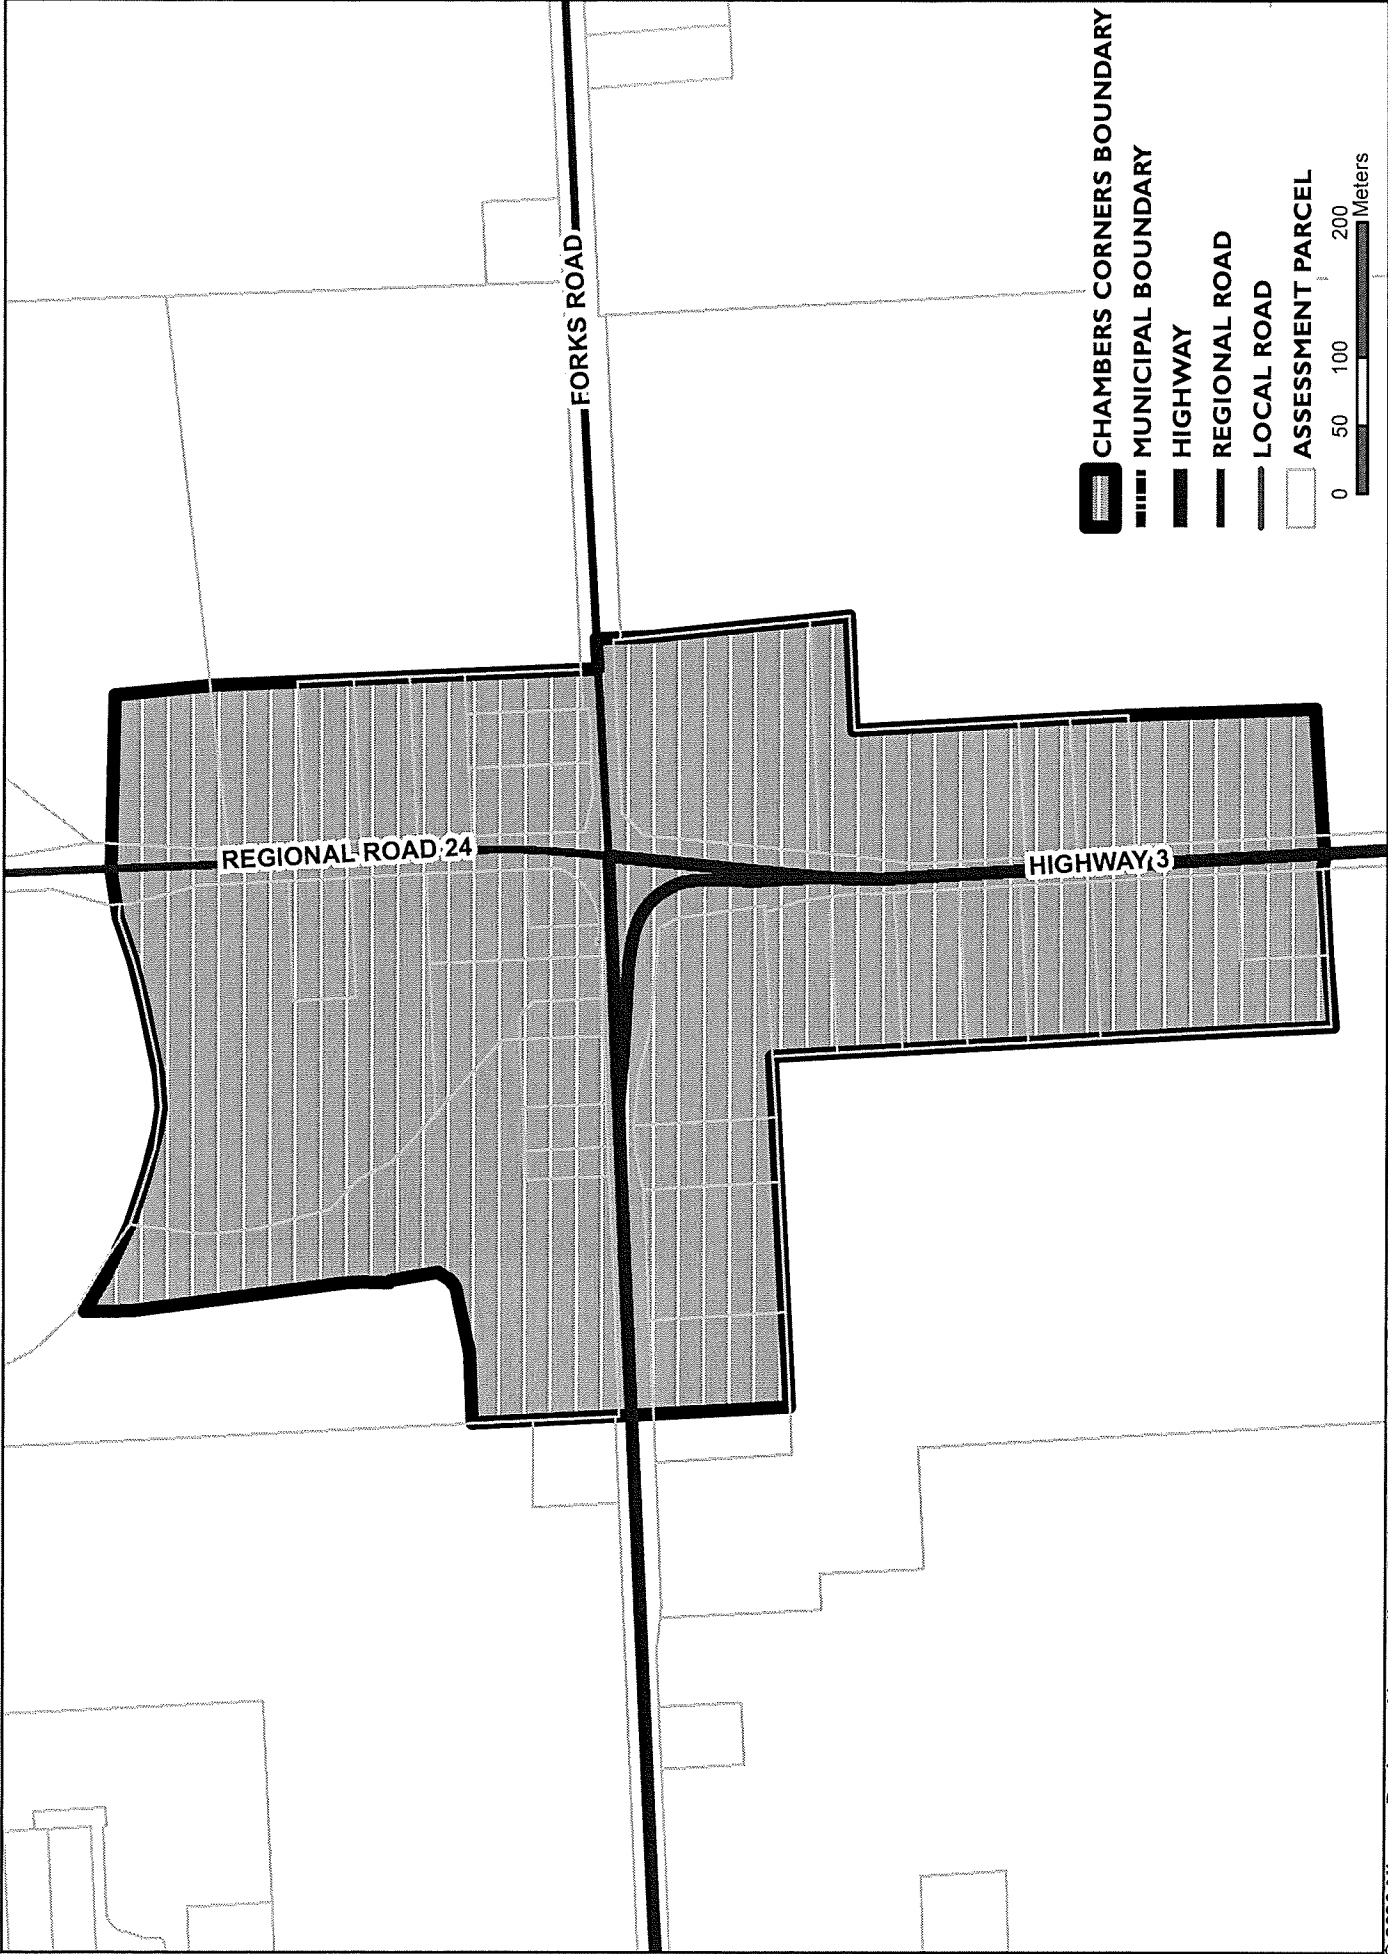 FORKS ROAD
REGIONAL ROAD 24
HIGHWAY 3
CHAMBERS CORNERS BOUNDARY
MUNICIPAL BOUNDARY
HIGHWAY
REGIONAL ROAD
LOCAL ROAD
ASSESSMENT PARCEL
0 50 100 200
Meters